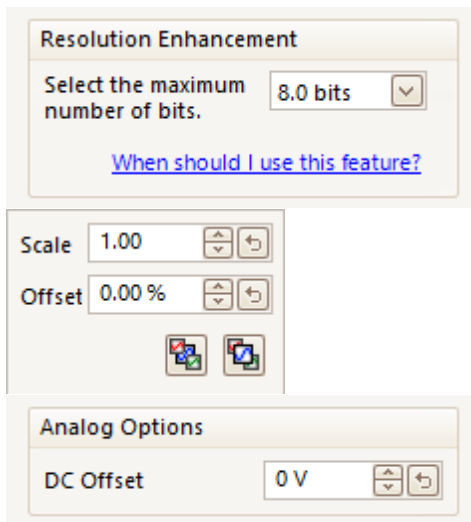 Resolution Enhancement
Select the maximum
number of bits.
8.0 bits
When should I use this feature?
Scale 1.00
Offset 0.00 %
Analog Options
DC Offset 0 V